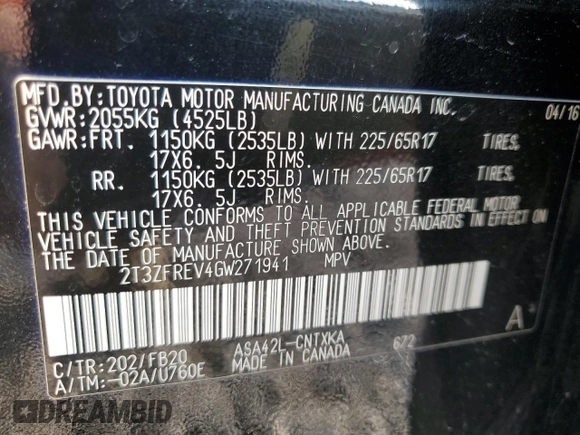 MFD.BY:TOYOTA MOTOR MANUFACTURING CANADA INC. 04/16
GVWR:2055KG (4525LB)
GAWR:FRT. 1150KG (2535LB) WITH 225/65R17 TIRES,
17X6. 5J RIMS.
RR. 1150KG (2535LB) WITH 225/65R17 TIRES,
17X6. 5J RIMS.
THIS VEHICLE CONFORMS TO ALL APPLICABLE FEDERAL MOTOR
VEHICLE SAFETY AND THEFT PREVENTION STANDARDS IN EFFECT ON
THE DATE OF MANUFACTURE SHOWN ABOVE.
2T3ZFREV4GW271941 MPV
A*
C/TR:202/FB20 ASA42L-CNTXKA 672
A/TM:-02A/U760E MADE IN CANADA
DREAMBID